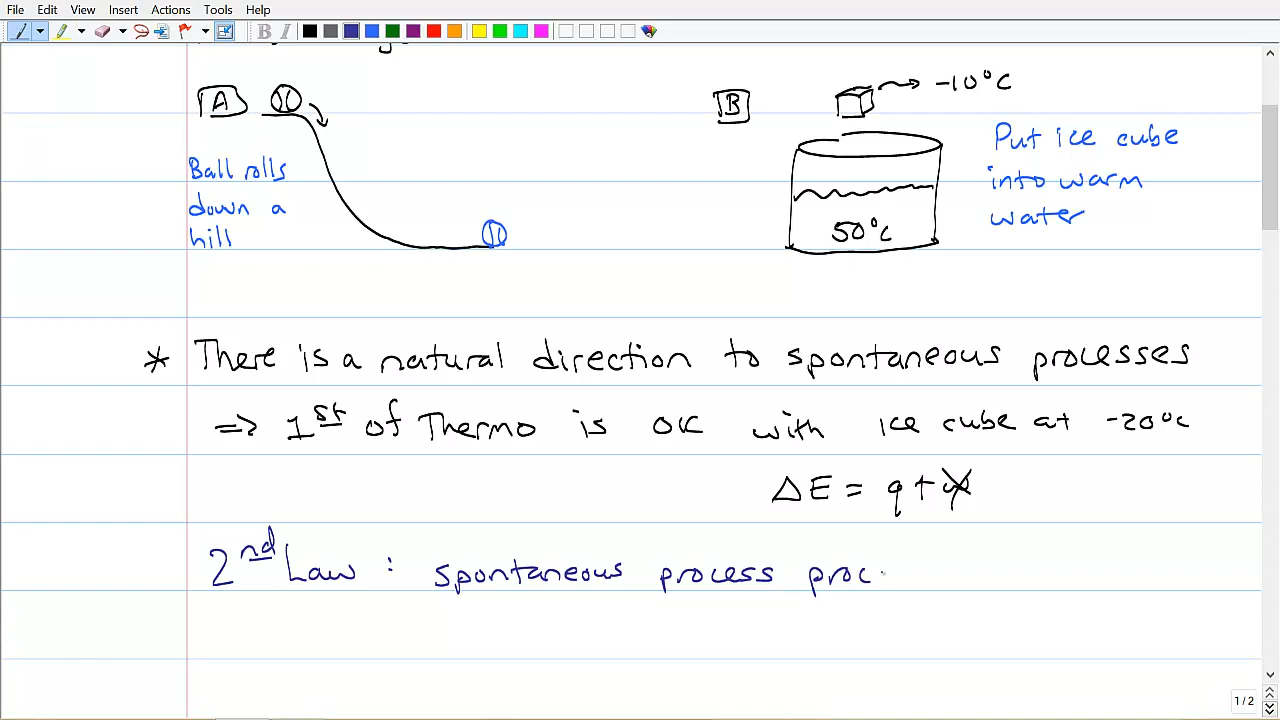 File Edit View Insert Actions Tools Help
B I
A
Ball rolls
down a
hill
B
-10°C
50°C
Put ice cube
into warm
water
* There is a natural direction to spontaneous processes
⇒ 1st of Thermo is OK with ice cube at -20°C
ΔE = q + w
2nd Law : spontaneous process proc
1/2